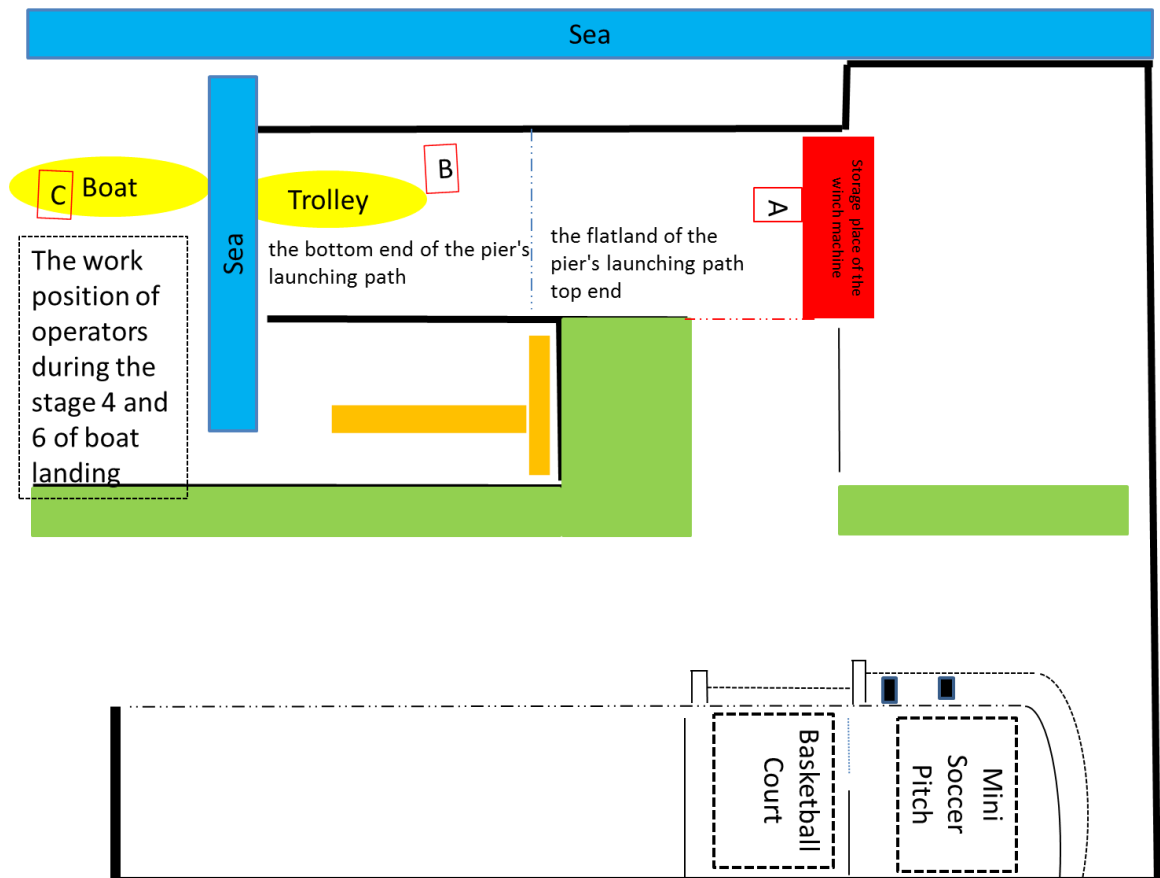 Sea
B
C
Boat
Trolley
A
Storage place of the
winch machine
Sea
the bottom end of the pier's
launching path
the flatland of the
pier's launching path
top end
The work
position of
operators
during the
stage 4 and
6 of boat
landing
Basketball
Court
Mini
Soccer
Pitch